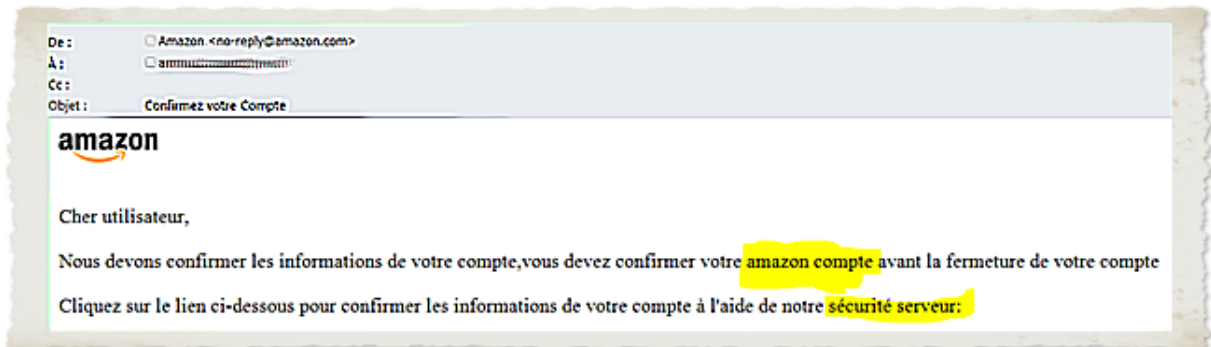 De : Amazon <no-reply@amazon.com>
À :
Cc :
Objet : Confirmez votre Compte
amazon
Cher utilisateur,
Nous devons confirmer les informations de votre compte,vous devez confirmer votre amazon compte avant la fermeture de votre compte
Cliquez sur le lien ci-dessous pour confirmer les informations de votre compte à l'aide de notre sécurité serveur: